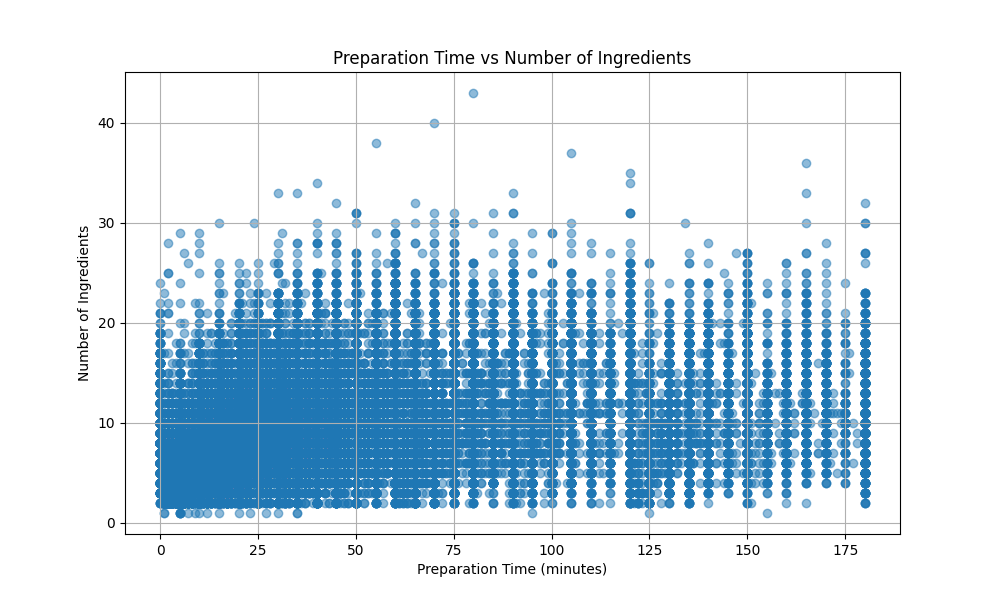 Preparation Time vs Number of Ingredients
Number of Ingredients
40
30
20
10
0
0 25 50 75 100 125 150 175
Preparation Time (minutes)